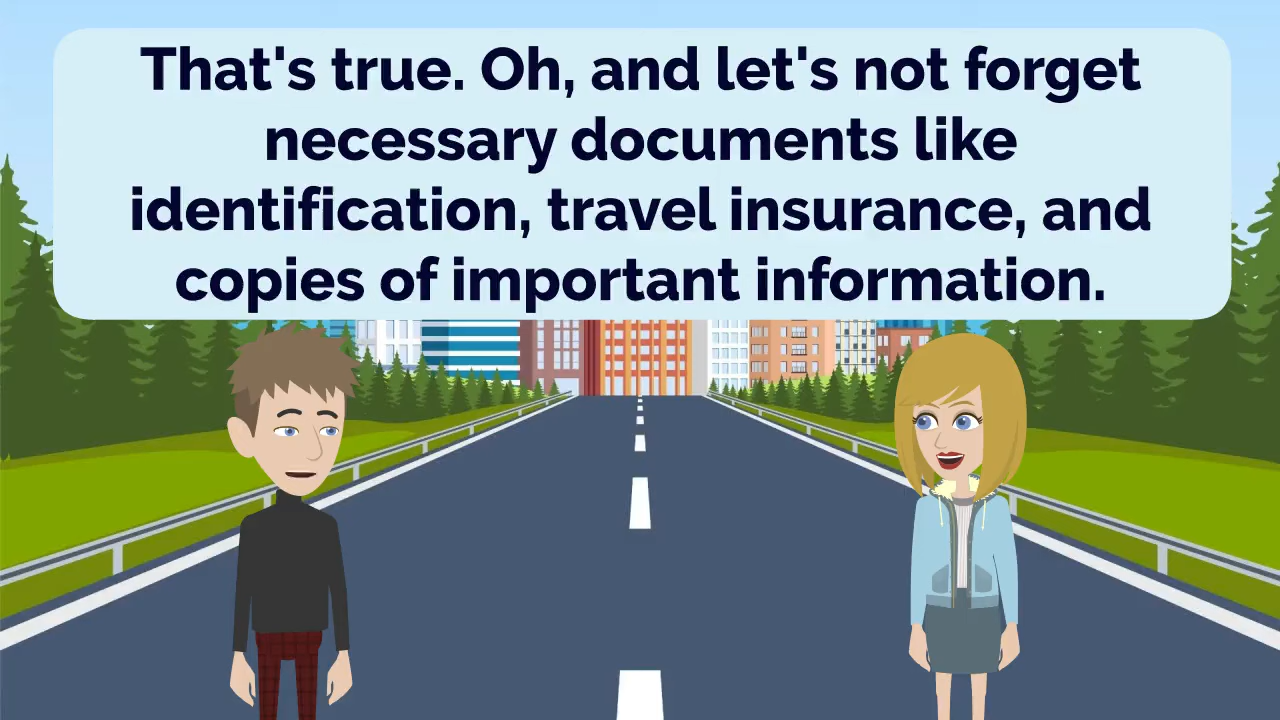 That's true. Oh, and let's not forget
necessary documents like
identification, travel insurance, and
copies of important information.